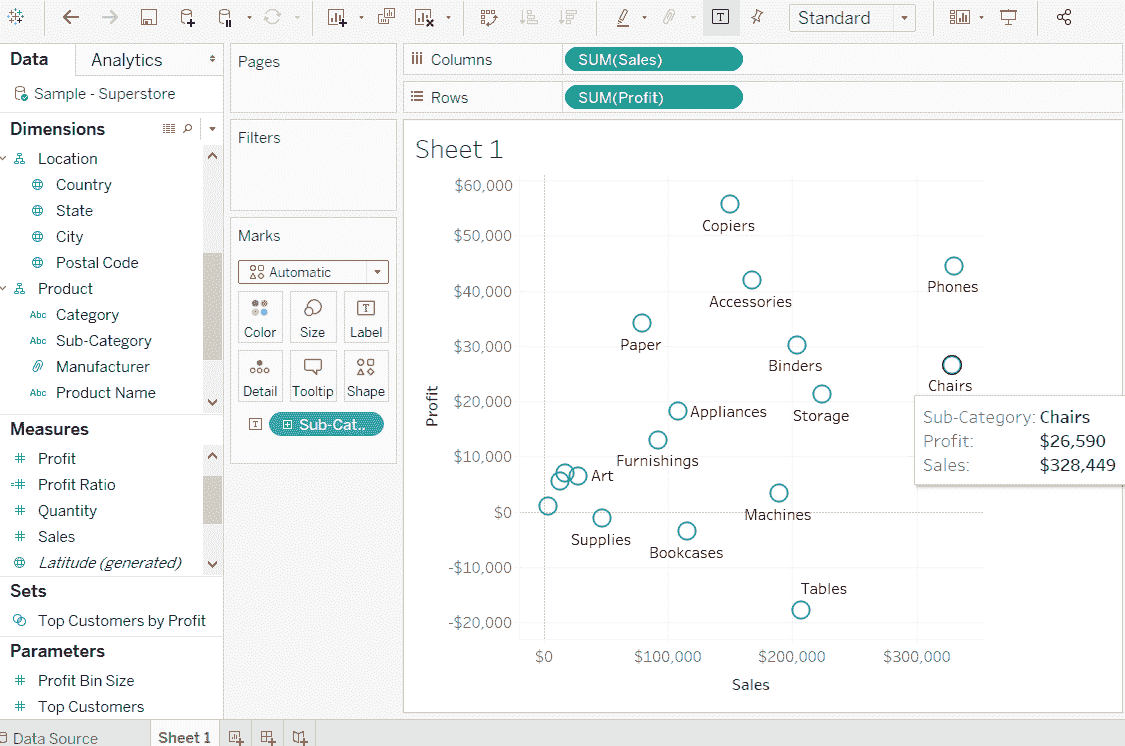 Standard
Data
Analytics
Pages
Columns
SUM(Sales)
Sample - Superstore
Rows
SUM(Profit)
Dimensions
Filters
Location
Country
State
City
Postal Code
Product
Abc Category
Abc Sub-Category
Manufacturer
Abc Product Name
Measures
# Profit
=# Profit Ratio
# Quantity
# Sales
Latitude (generated)
Sets
Top Customers by Profit
Parameters
# Profit Bin Size
# Top Customers
Marks
Automatic
Color
Size
T
Label
Detail
Tooltip
Shape
T
Sub-Cat..
Sheet 1
$60,000
$50,000
$40,000
$30,000
$20,000
$10,000
$0
-$10,000
-$20,000
Profit
Copiers
Phones
Accessories
Paper
Binders
Chairs
Appliances
Storage
Furnishings
Art
Machines
Supplies
Bookcases
Tables
Sub-Category: Chairs
Profit: $26,590
Sales: $328,449
$0
$100,000
$200,000
$300,000
Sales
Data Source
Sheet 1